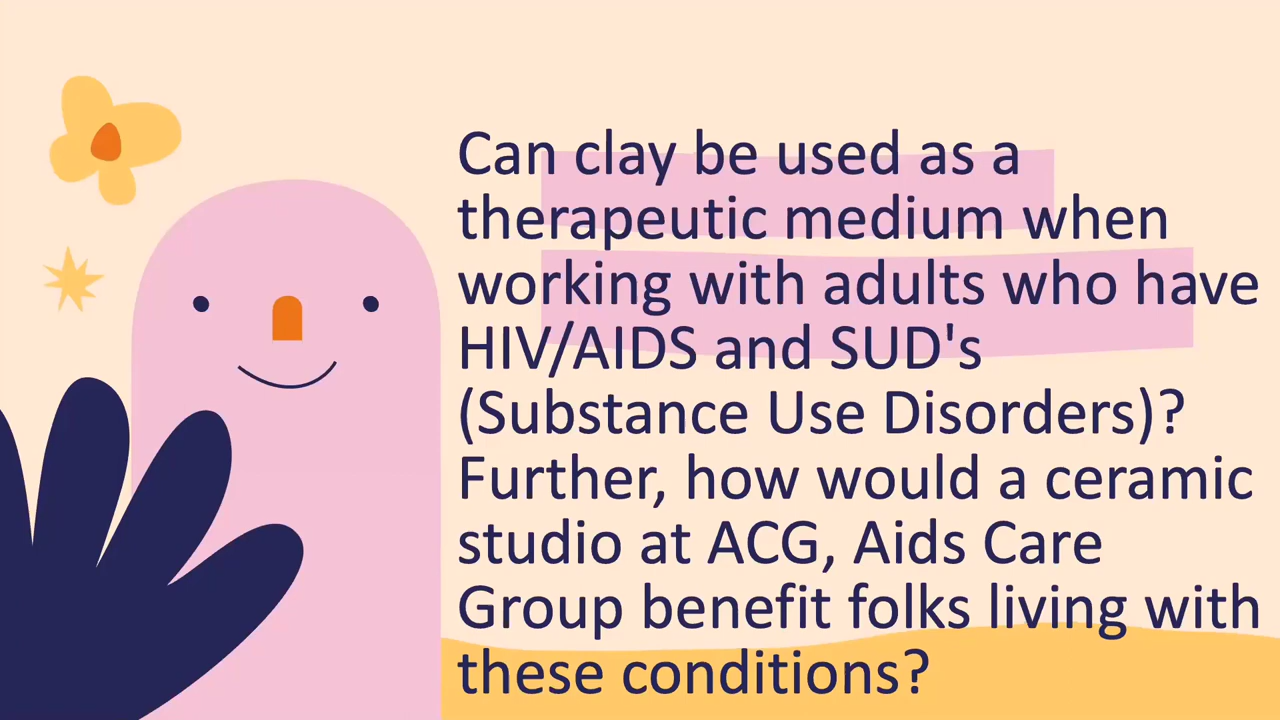 Can clay be used as a
therapeutic medium when
working with adults who have
HIV/AIDS and SUD's
(Substance Use Disorders)?
Further, how would a ceramic
studio at ACG, Aids Care
Group benefit folks living with
these conditions?